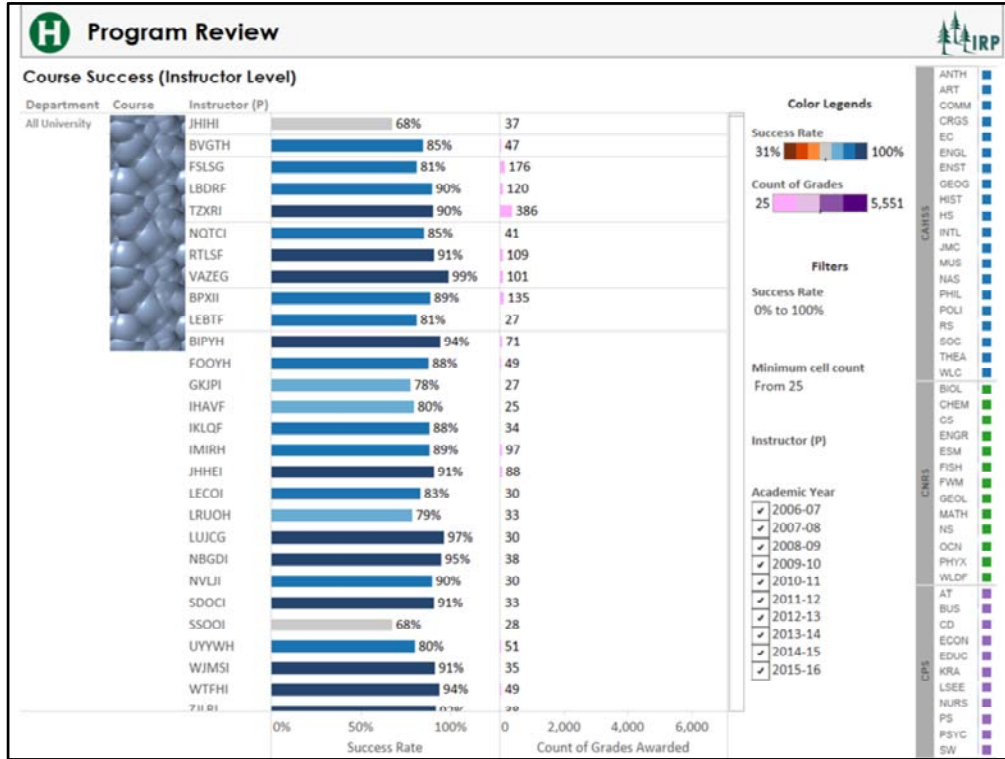 H Program Review
IRP
Course Success (Instructor Level)
Department Course Instructor (P)
All University
JHIHI 68% 37
BVGTH 85% 47
FSLSG 81% 176
LBDRF 90% 120
TZXRI 90% 386
NQTCI 85% 41
RTLSF 91% 109
VAZEG 99% 101
BPXII 89% 135
LEBTF 81% 27
BIPYH 94% 71
FOOYH 88% 49
GKJPI 78% 27
IHAVF 80% 25
IKLQF 88% 34
IMIRH 89% 97
JHHEI 91% 88
LECOI 83% 30
LRUOH 79% 33
LUJCG 97% 30
NBGDI 95% 38
NVLJI 90% 30
SDOCI 91% 33
SSOOI 68% 28
UYYWH 80% 51
WJMSI 91% 35
WTFHI 94% 49
0% 50% 100% 0 2,000 4,000 6,000
Success Rate Count of Grades Awarded
Color Legends
Success Rate
31% 100%
Count of Grades
25 5,551
Filters
Success Rate
0% to 100%
Minimum cell count
From 25
Instructor (P)
Academic Year
2006-07
2007-08
2008-09
2009-10
2010-11
2011-12
2012-13
2013-14
2014-15
2015-16
CAHSS
ANTH
ART
COMM
CRGS
EC
ENGL
ENST
GEOG
HIST
HS
INTL
JMC
MUS
NAS
PHIL
POLI
RS
SOC
THEA
WLC
CNRS
BIOL
CHEM
CS
ENGR
ESM
FISH
FWM
GEOL
MATH
NS
OCN
PHYX
WLDF
CPS
AT
BUS
CD
ECON
EDUC
KRA
LSEE
NURS
PS
PSYC
SW